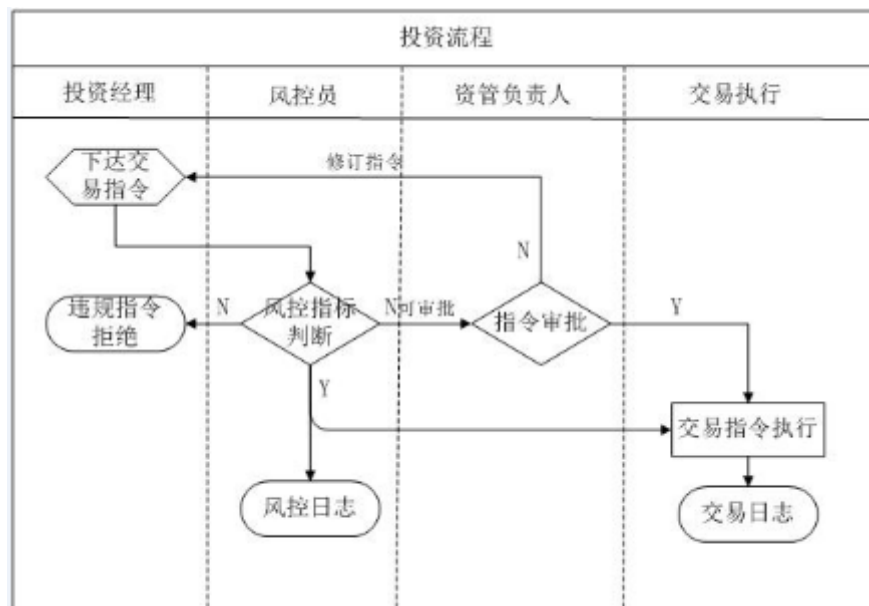 投资流程
投资经理
风控员
资管负责人
交易执行
下达交
易指令
修订指令
N
违规指令
拒绝
N
风控指标
判断
N可审批
指令审批
Y
Y
交易指令执行
风控日志
交易日志